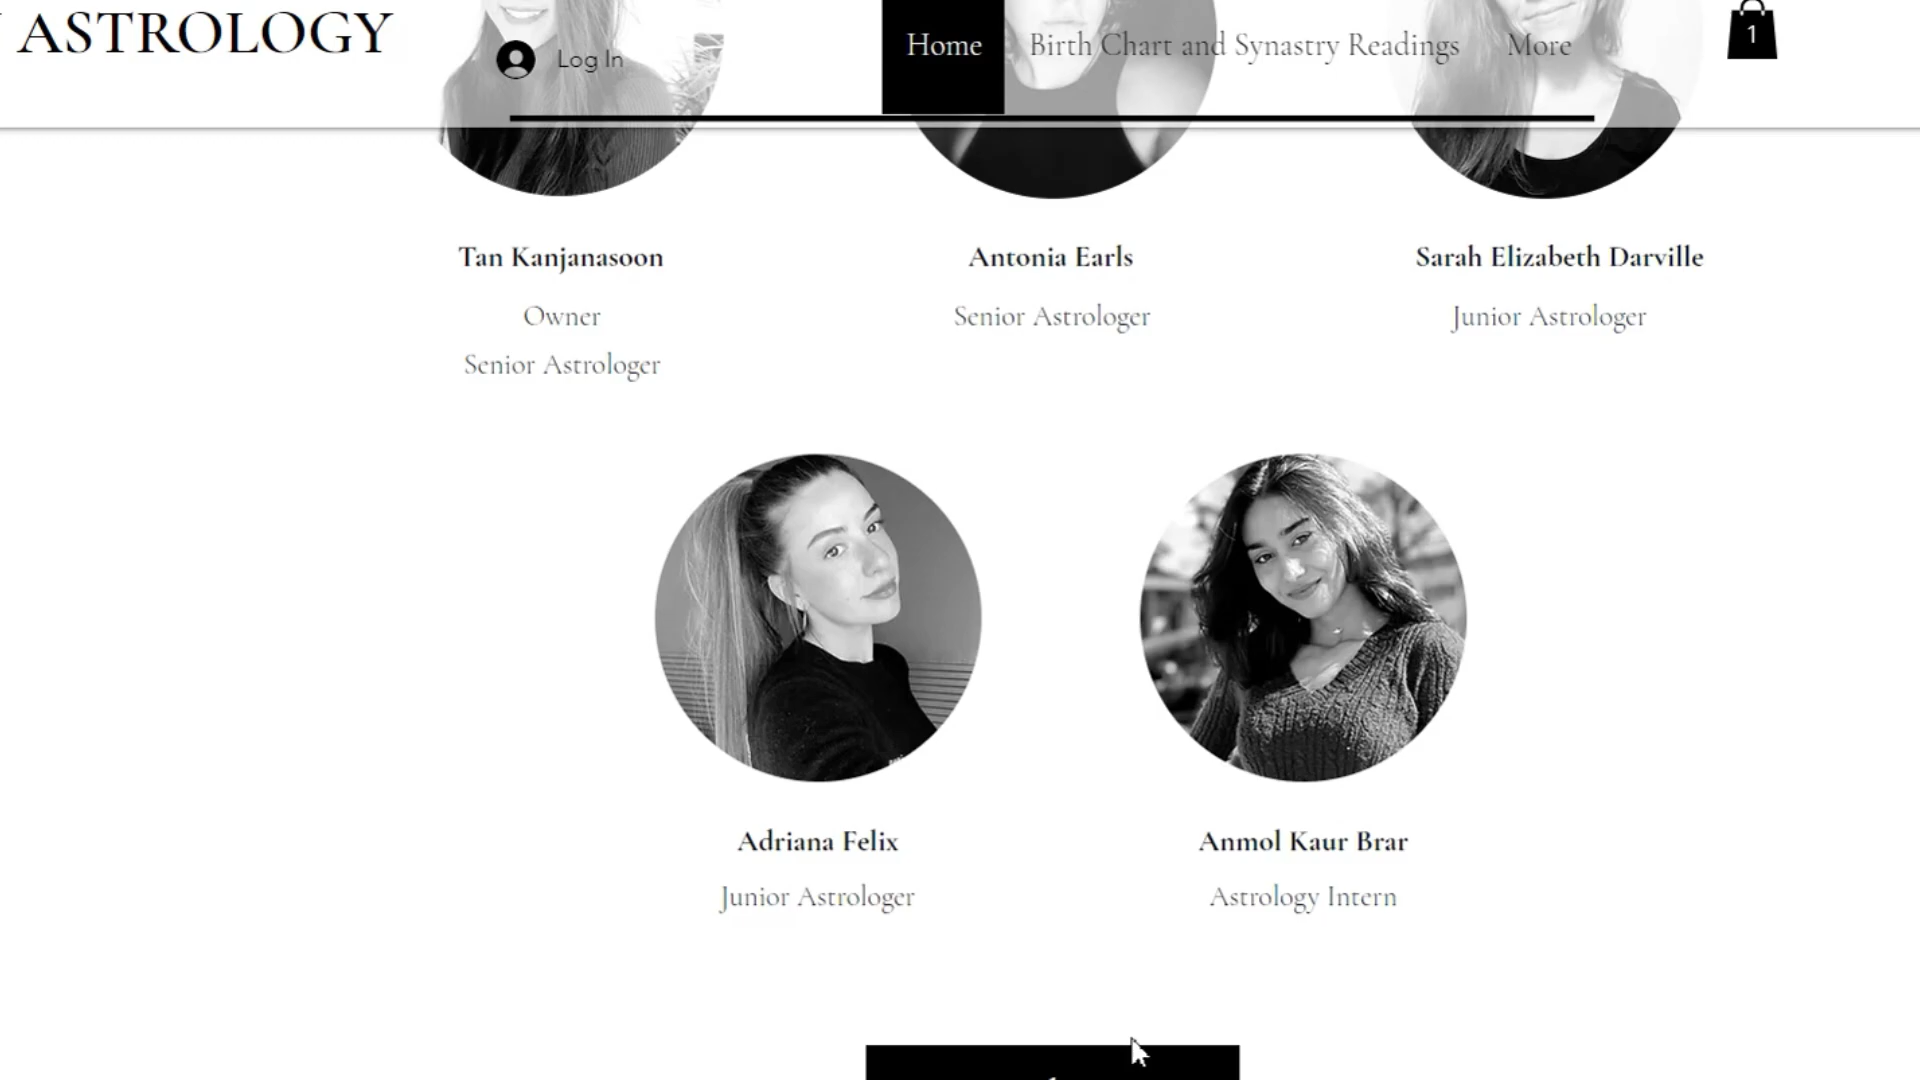 ASTROLOGY
Log In
Home
Birth Chart and Synastry Readings
More
1
Tan Kanjanasoon
Owner
Senior Astrologer
Antonia Earls
Senior Astrologer
Sarah Elizabeth Darville
Junior Astrologer
Adriana Felix
Junior Astrologer
Anmol Kaur Brar
Astrology Intern